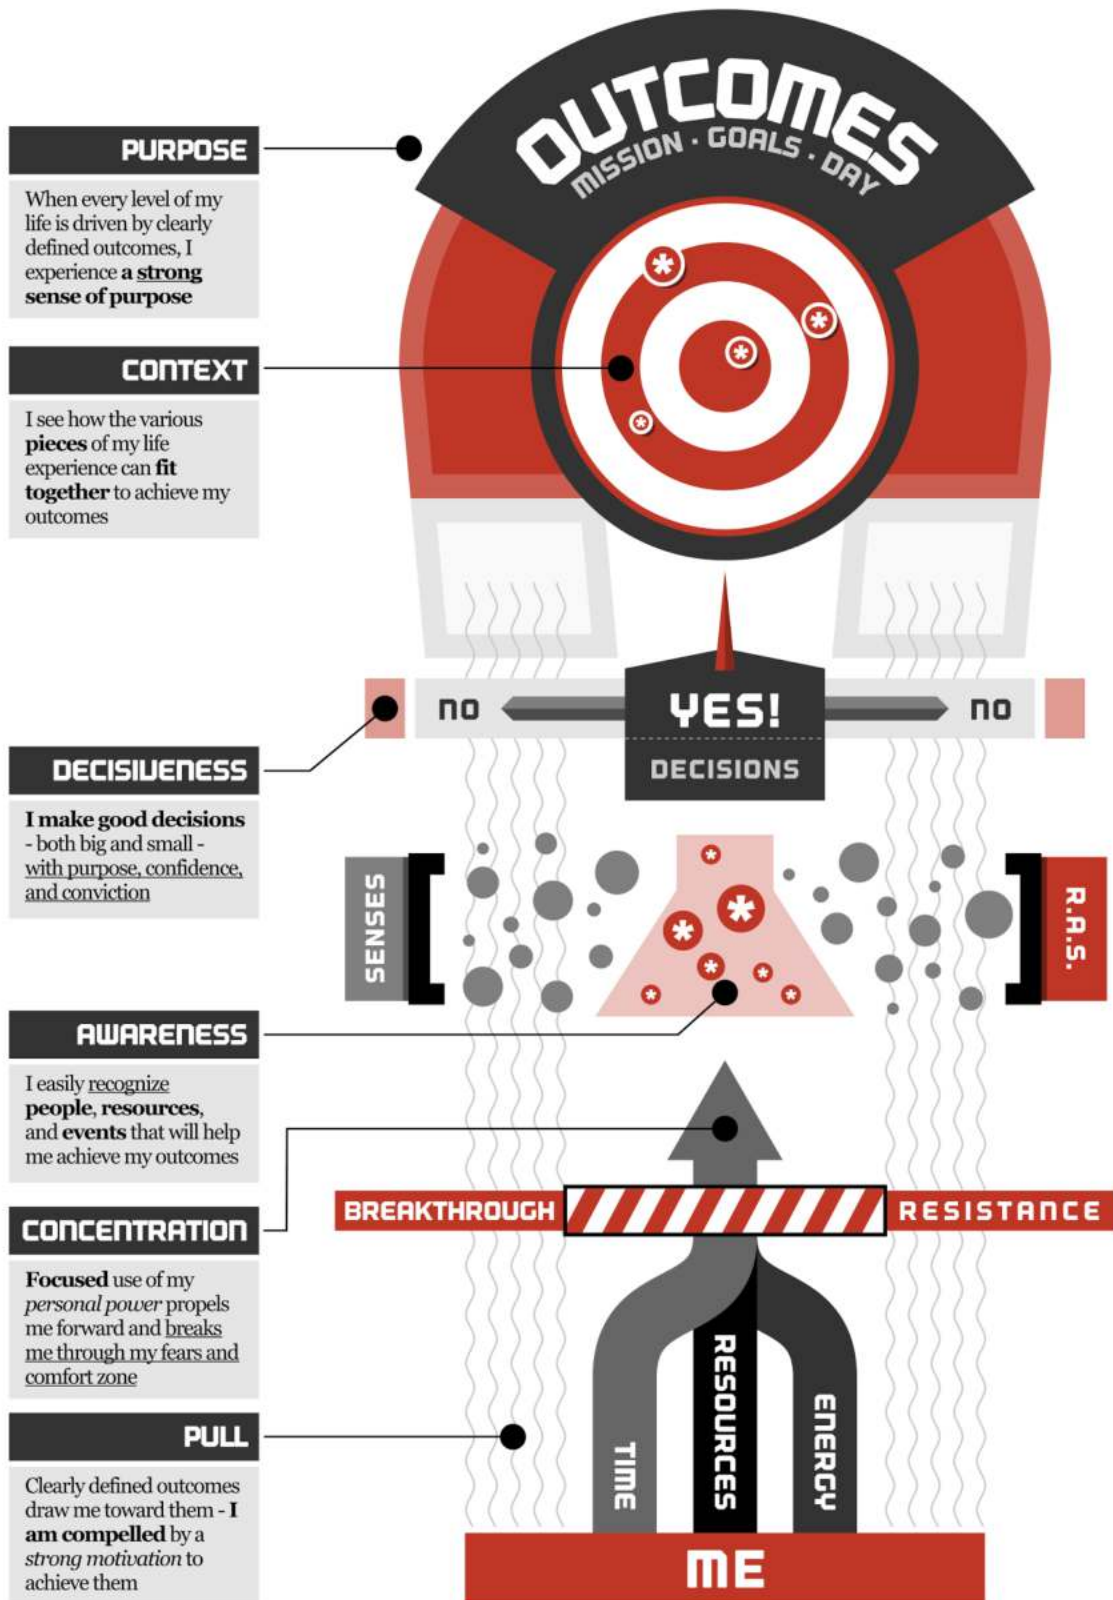 OUTCOMES
MISSION · GOALS · DAY
PURPOSE
When every level of my
life is driven by clearly
defined outcomes, I
experience a strong
sense of purpose
CONTEXT
I see how the various
pieces of my life
experience can fit
together to achieve my
outcomes
NO
YES!
NO
DECISIONS
DECISIVENESS
I make good decisions
- both big and small -
with purpose, confidence,
and conviction
SENSES
R.A.S.
AWARENESS
I easily recognize
people, resources,
and events that will help
me achieve my outcomes
BREAKTHROUGH
RESISTANCE
CONCENTRATION
Focused use of my
personal power propels
me forward and breaks
me through my fears and
comfort zone
TIME
RESOURCES
ENERGY
PULL
Clearly defined outcomes
draw me toward them - I
am compelled by a
strong motivation to
achieve them
ME